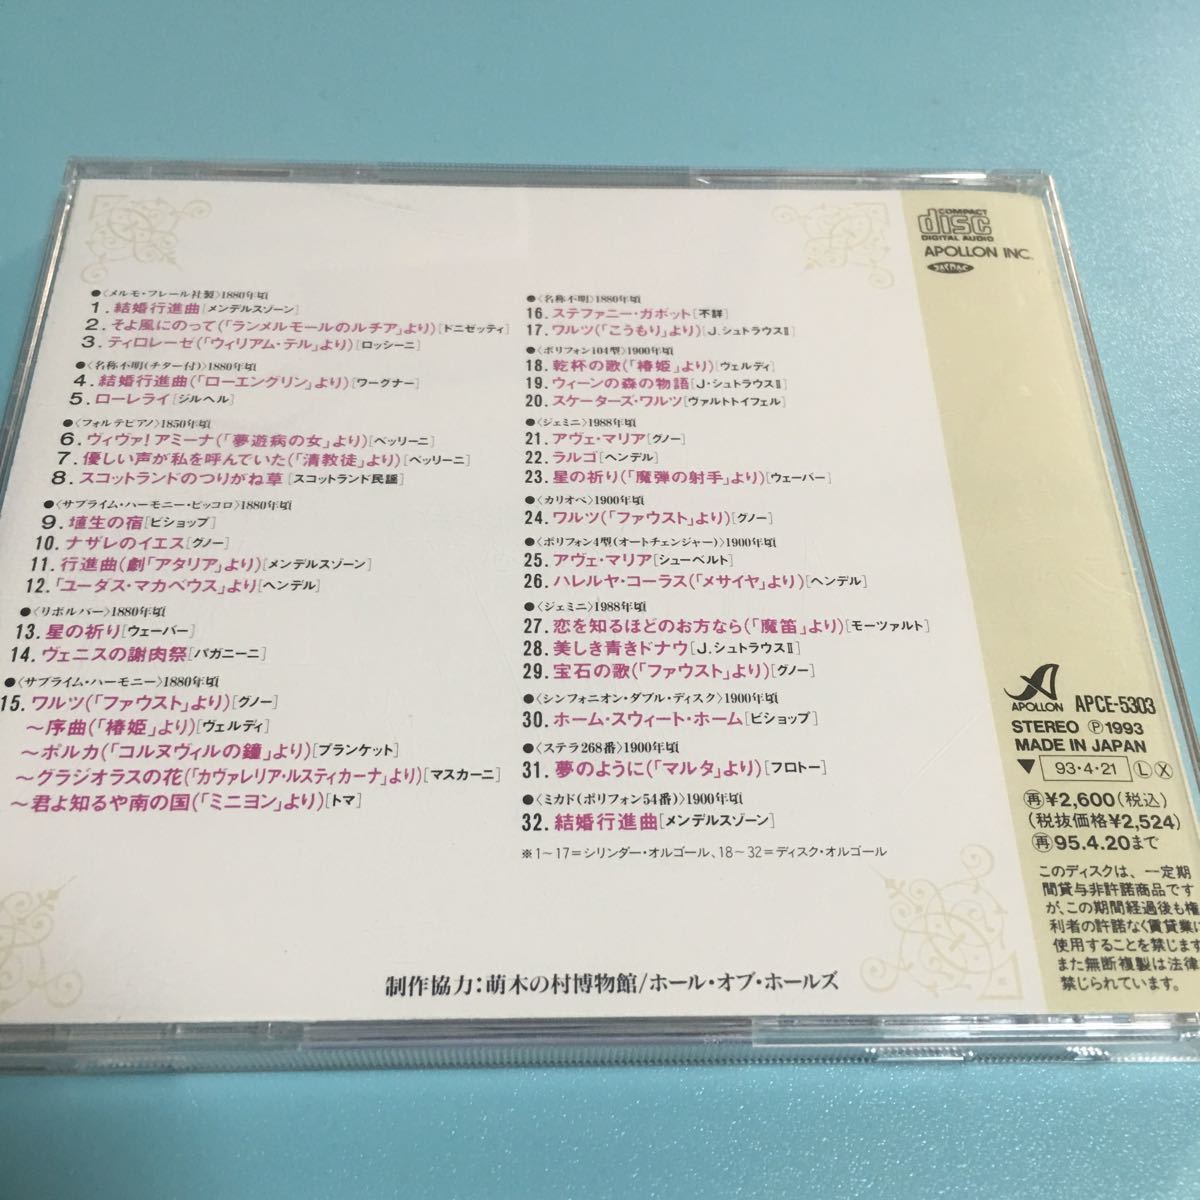 ●〈メルモ・フレール社製〉1880年頃
1. 結婚行進曲[メンデルスゾーン]
2. そよ風にのって(「ランメルモールのルチア」より)[ドニゼッティ]
3. ティロレーゼ(「ウィリアム・テル」より)[ロッシーニ]
●〈名称不明(チター付)〉1880年頃
4. 結婚行進曲(「ローエングリン」より)[ワーグナー]
5. ローレライ[ジルヘル]
●〈フォルテピアノ〉1850年頃
6. ヴィヴァ!アミーナ(「夢遊病の女」より)[ベッリーニ]
7. 優しい声が私を呼んでいた(「清教徒」より)[ベッリーニ]
8. スコットランドのつりがね草[スコットランド民謡]
●〈サブライム・ハーモニー・ピッコロ〉1880年頃
9. 埴生の宿[ビショップ]
10. ナザレのイエス[グノー]
11. 行進曲(劇「アタリア」より)[メンデルスゾーン]
12. 「ユーダス・マカベウス」より[ヘンデル]
●〈リボルバー〉1880年頃
13. 星の祈り[ウェーバー]
14. ヴェニスの謝肉祭[パガニーニ]
●〈サブライム・ハーモニー〉1880年頃
15. ワルツ(「ファウスト」より)[グノー]
〜序曲(「椿姫」より)[ヴェルディ]
〜ポルカ(「コルヌヴィルの鐘」より)[プランケット]
〜グラジオラスの花(「カヴァレリア・ルスティカーナ」より)[マスカーニ]
〜君よ知るや南の国(「ミニヨン」より)[トマ]
●〈名称不明〉1880年頃
16. ステファニー・ガボット[不詳]
17. ワルツ(「こうもり」より)[J.シュトラウスⅡ]
●〈ポリフォン104型〉1900年頃
18. 乾杯の歌(「椿姫」より)[ヴェルディ]
19. ウィーンの森の物語[J・シュトラウスⅡ]
20. スケーターズ・ワルツ[ヴァルトトイフェル]
●〈ジェミニ〉1988年頃
21. アヴェ・マリア[グノー]
22. ラルゴ[ヘンデル]
23. 星の祈り(「魔弾の射手」より)[ウェーバー]
●〈カリオペ〉1900年頃
24. ワルツ(「ファウスト」より)[グノー]
●〈ポリフォン4型(オートチェンジャー)〉1900年頃
25. アヴェ・マリア[シューベルト]
26. ハレルヤ・コーラス(「メサイヤ」より)[ヘンデル]
●〈ジェミニ〉1988年頃
27. 恋を知るほどのお方なら(「魔笛」より)[モーツァルト]
28. 美しき青きドナウ[J.シュトラウスⅡ]
29. 宝石の歌(「ファウスト」より)[グノー]
●〈シンフォニオン・ダブル・ディスク〉1900年頃
30. ホーム・スウィート・ホーム[ビショップ]
●〈ステラ268番〉1900年頃
31. 夢のように(「マルタ」より)[フロトー]
●〈ミカド(ポリフォン54番)〉1900年頃
32. 結婚行進曲[メンデルスゾーン]
※1〜17=シリンダー・オルゴール、18〜32=ディスク・オルゴール
制作協力:萌木の村博物館/ホール・オブ・ホールズ
COMPACT
disc
DIGITAL AUDIO
APOLLON INC.
JASRAC
APOLLON APCE-5303
STEREO Ⓟ1993
MADE IN JAPAN
▼ 93・4・21 Ⓛ Ⓧ
㊣¥2,600(税込)
(税抜価格¥2,524)
㊣95.4.20まで
このディスクは、一定期
間貸与非許諾商品です
が、この期間経過後も権
利者の許諾なく賃貸業に
使用することを禁じます
また無断複製は法律
禁じられています。